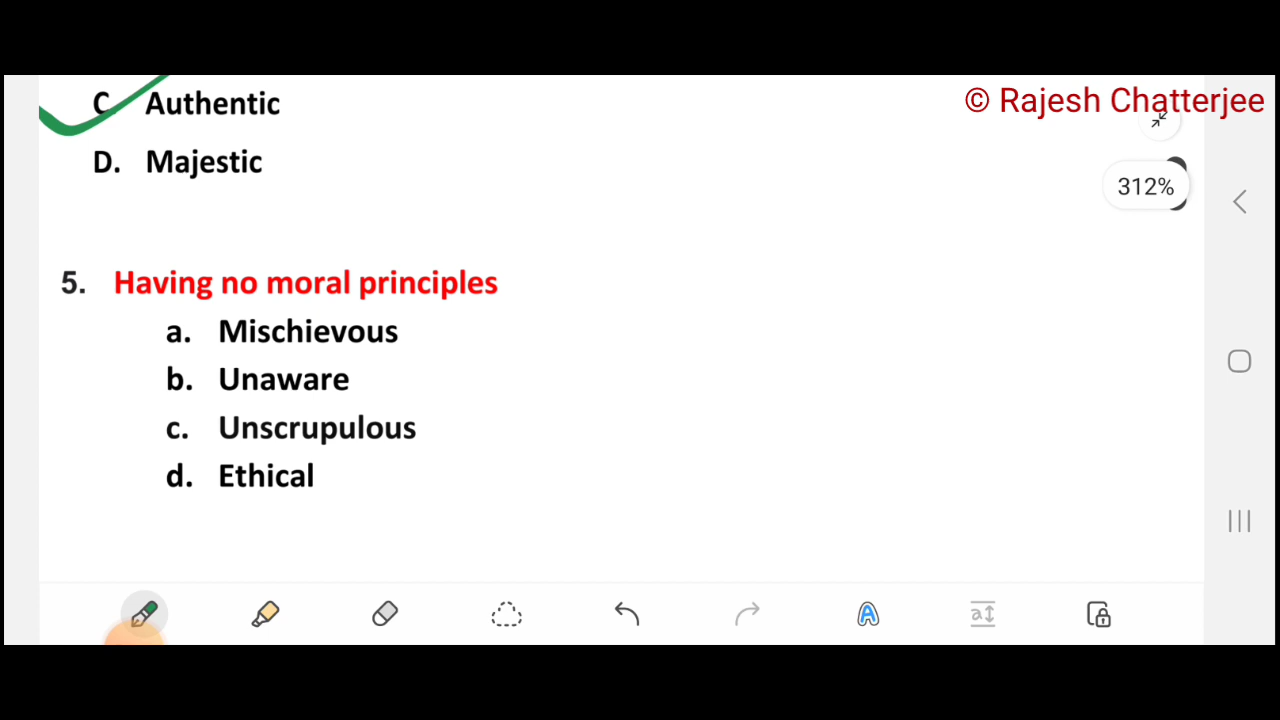 C Authentic
© Rajesh Chatterjee
D. Majestic
312%
5. Having no moral principles
a. Mischievous
b. Unaware
c. Unscrupulous
d. Ethical